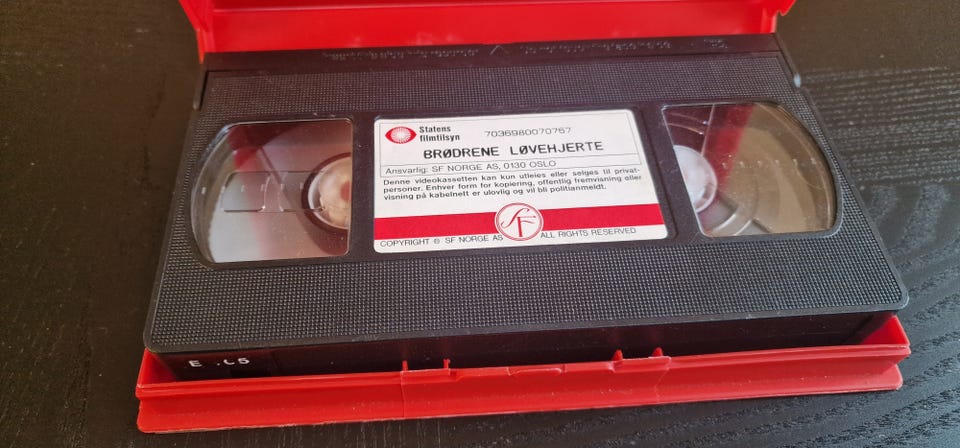 Statens
filmtilsyn
7036980070767
BRØDRENE LØVEHJERTE
Ansvarlig: SF NORGE AS, 0130 OSLO
Denne videokassetten kan kun utleies eller selges til privat-
personer. Enhver form for kopiering, offentlig fremvisning eller
visning på kabelnett er ulovlig og vil bli politianmeldt.
SF
COPYRIGHT © SF NORGE AS ALL RIGHTS RESERVED
E